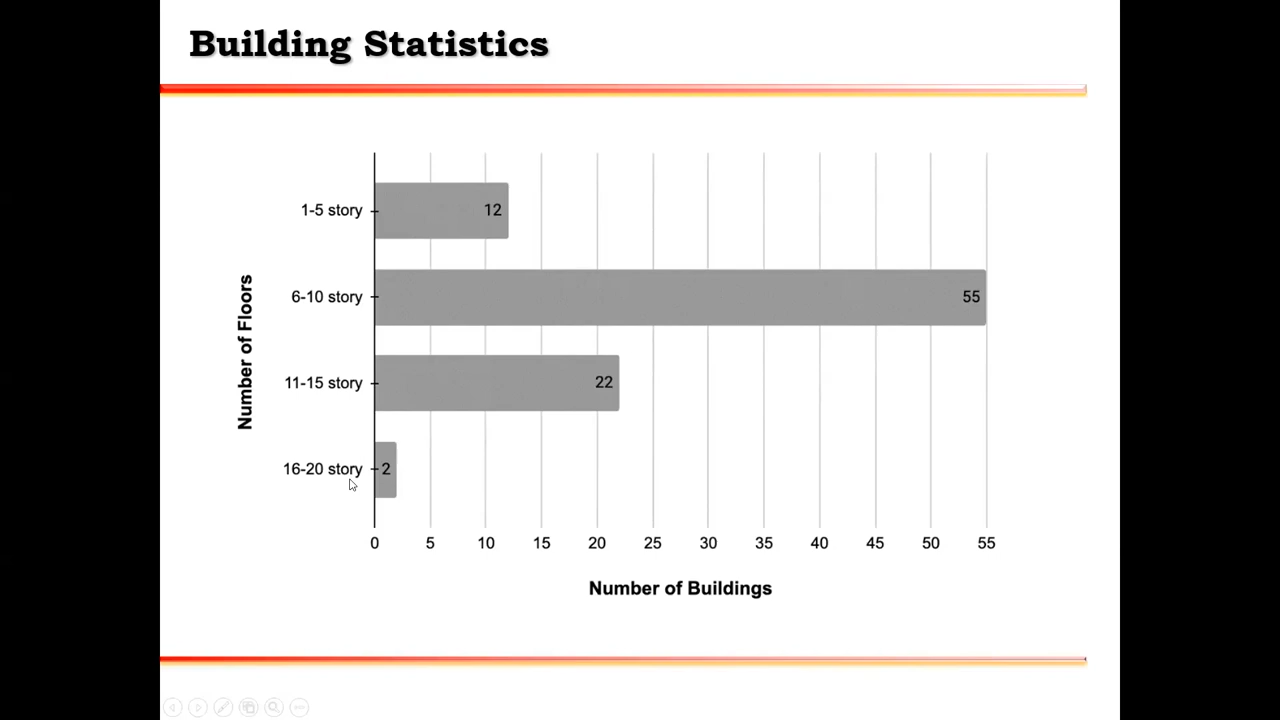 Building Statistics
1-5 story
12
6-10 story
55
11-15 story
22
16-20 story
2
Number of Floors
0 5 10 15 20 25 30 35 40 45 50 55
Number of Buildings